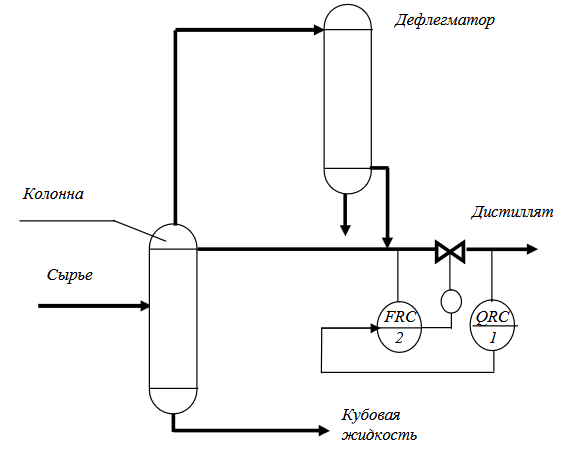 Дефлегматор
Колонна
Дистиллят
Сырье
FRC
2
QRC
1
Кубовая
жидкость